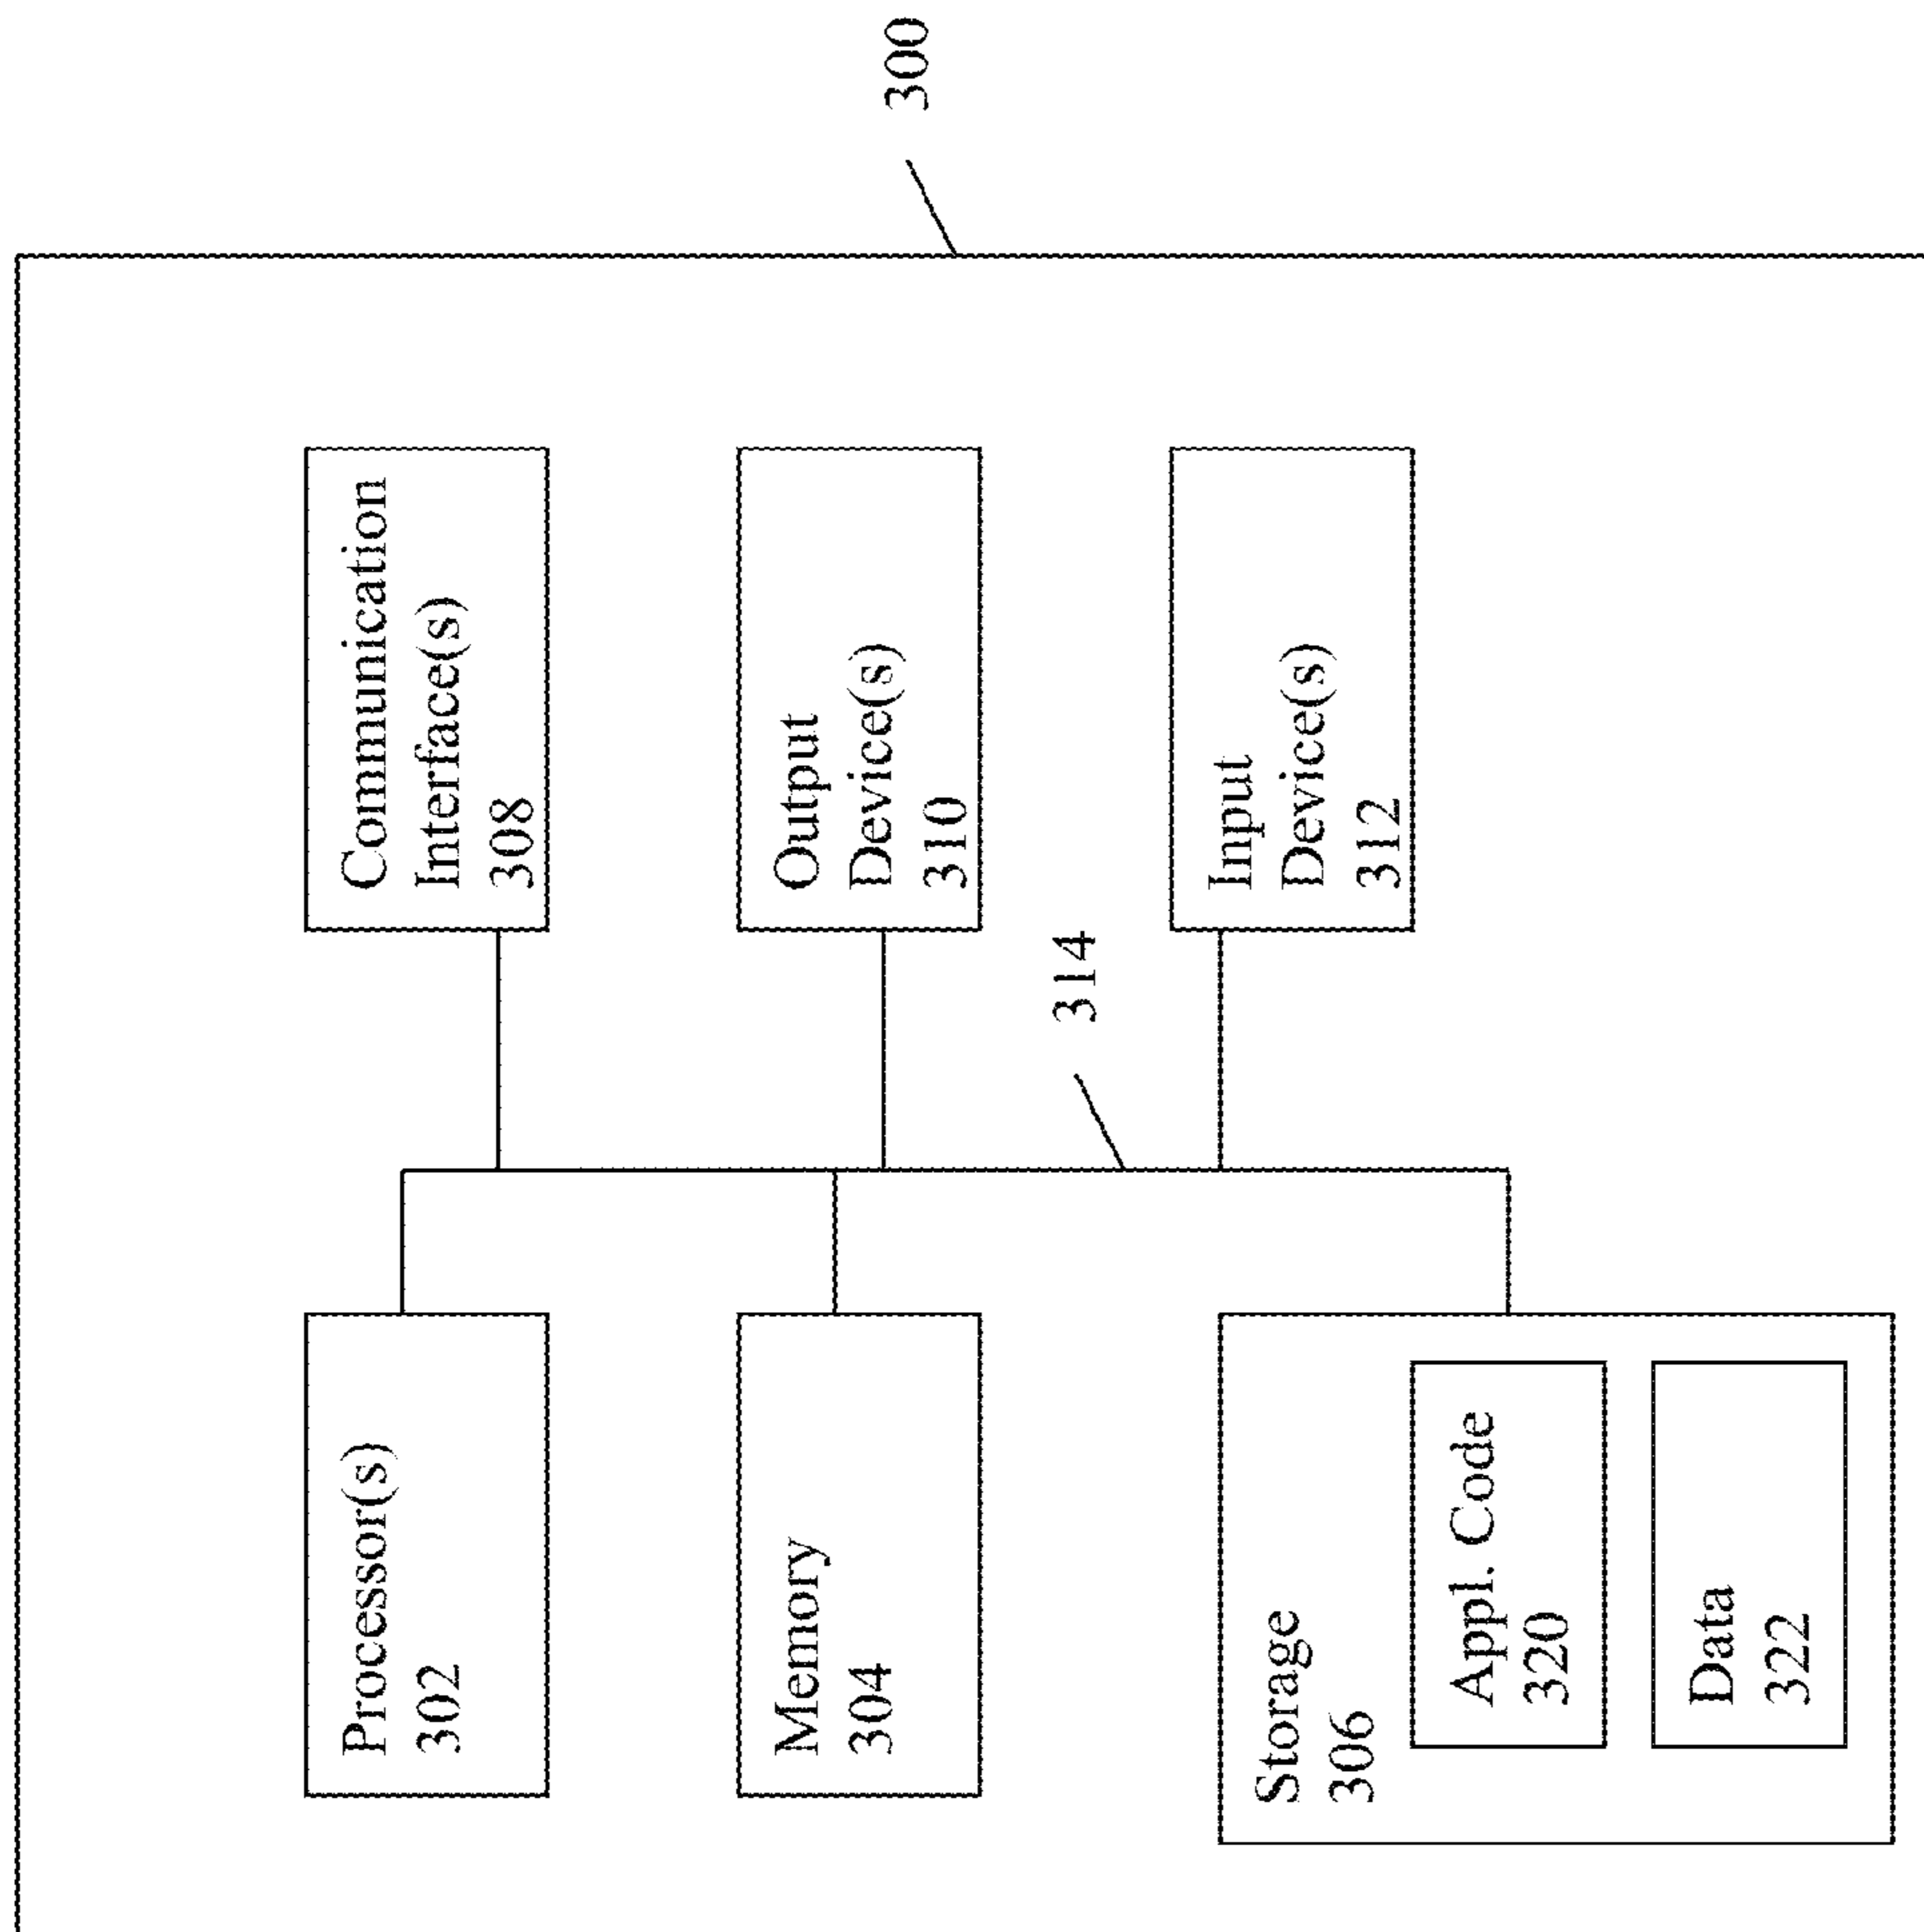 300
Processor(s)
302
Communication
Interface(s)
308
Memory
304
Output
Device(s)
310
314
Storage
306
Appl. Code
320
Data
322
Input
Device(s)
312